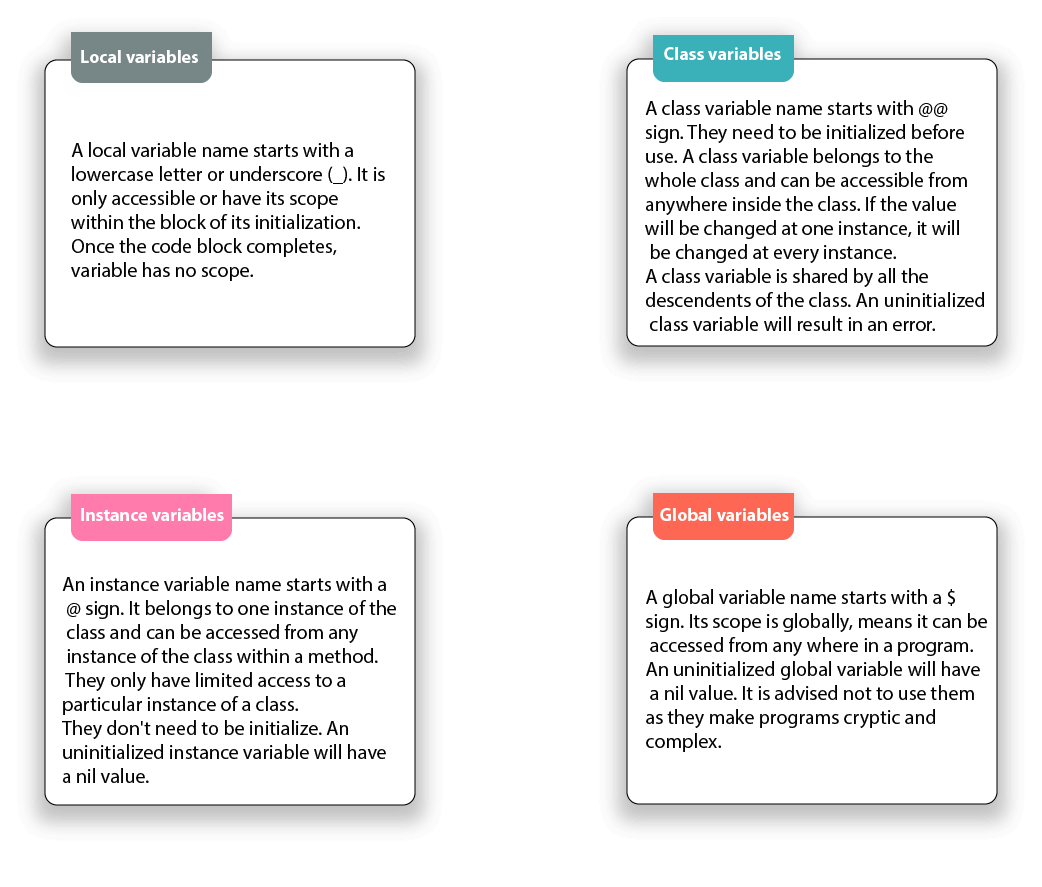 Local variables
A local variable name starts with a
lowercase letter or underscore (_). It is
only accessible or have its scope
within the block of its initialization.
Once the code block completes,
variable has no scope.
Class variables
A class variable name starts with @@
sign. They need to be initialized before
use. A class variable belongs to the
whole class and can be accessible from
anywhere inside the class. If the value
will be changed at one instance, it will
be changed at every instance.
A class variable is shared by all the
descendents of the class. An uninitialized
class variable will result in an error.
Instance variables
An instance variable name starts with a
@ sign. It belongs to one instance of the
class and can be accessed from any
instance of the class within a method.
They only have limited access to a
particular instance of a class.
They don't need to be initialize. An
uninitialized instance variable will have
a nil value.
Global variables
A global variable name starts with a $
sign. Its scope is globally, means it can be
accessed from any where in a program.
An uninitialized global variable will have
a nil value. It is advised not to use them
as they make programs cryptic and
complex.